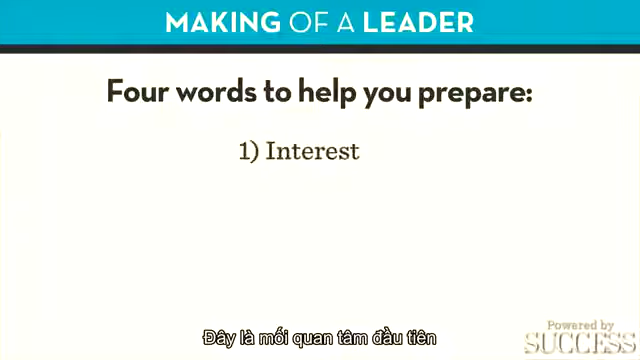 MAKING OF A LEADER
Four words to help you prepare:
1) Interest
Đây là mối quan tâm đầu tiên
Powered by
SUCCESS